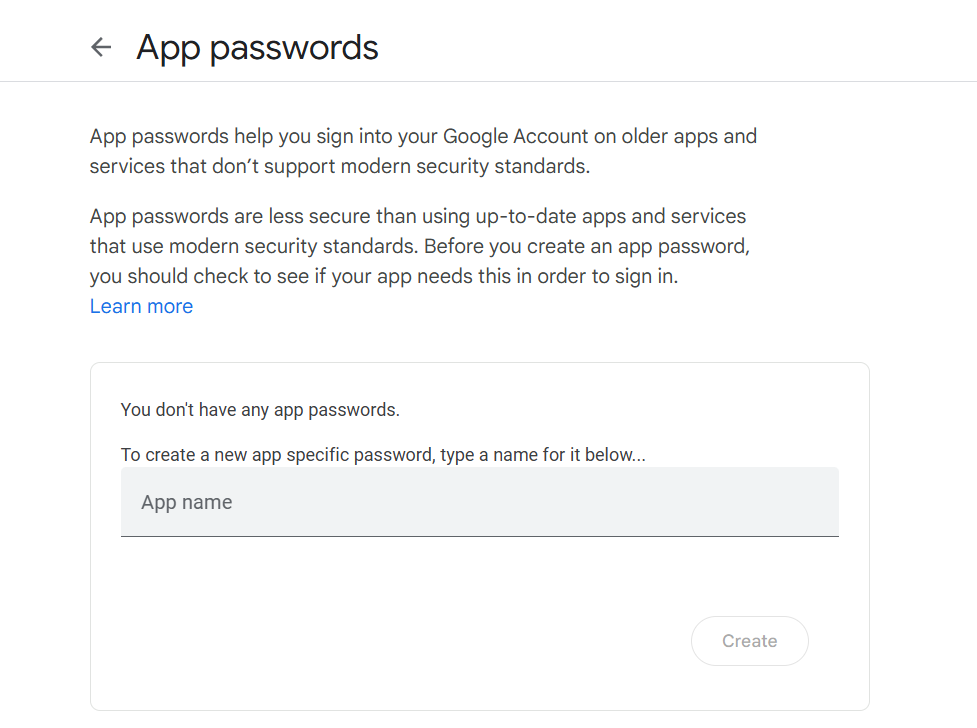 App passwords
App passwords help you sign into your Google Account on older apps and
services that don’t support modern security standards.
App passwords are less secure than using up-to-date apps and services
that use modern security standards. Before you create an app password,
you should check to see if your app needs this in order to sign in.
Learn more
You don't have any app passwords.
To create a new app specific password, type a name for it below...
App name
Create